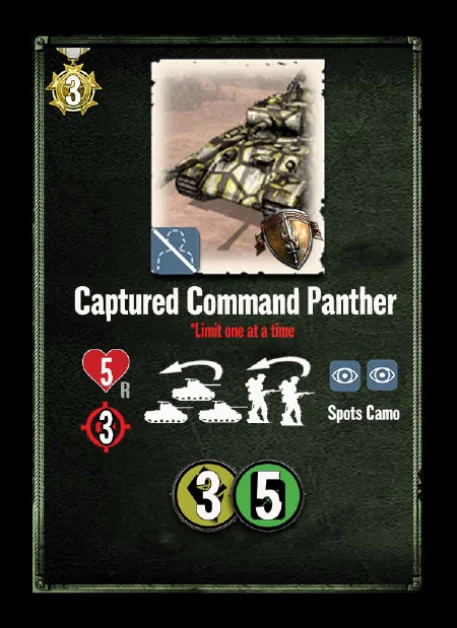 3
Captured Command Panther
*Limit one at a time
5
R
3
Spots Camo
3 5